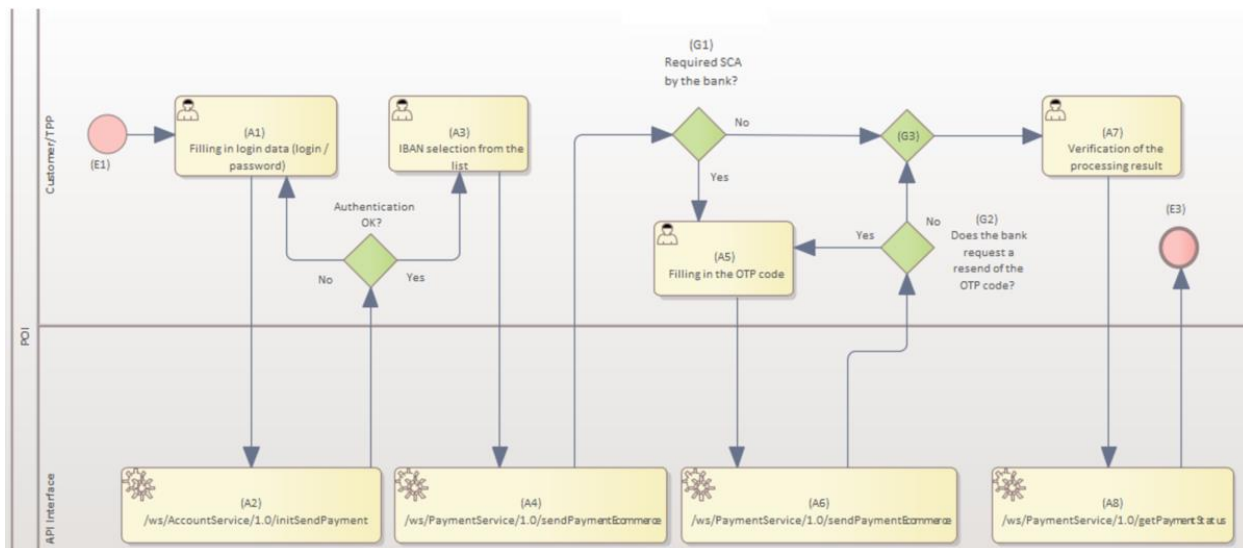 POI
Customer/TPP
API Interface
(E1)
(A1)
Filling in login data (login /
password)
(A3)
IBAN selection from the
list
Authentication
OK?
No
Yes
(G1)
Required SCA
by the bank?
No
Yes
(G3)
(A5)
Filling in the OTP code
Yes
No
(G2)
Does the bank
request a
resend of the
OTP code?
(A7)
Verification of the
processing result
(E3)
(A2)
/ws/AccountService/1.0/initSendPayment
(A4)
/ws/PaymentService/1.0/sendPaymentEcommerce
(A6)
/ws/PaymentService/1.0/sendPaymentEcommerce
(A8)
/ws/PaymentService/1.0/getPaymentStatus